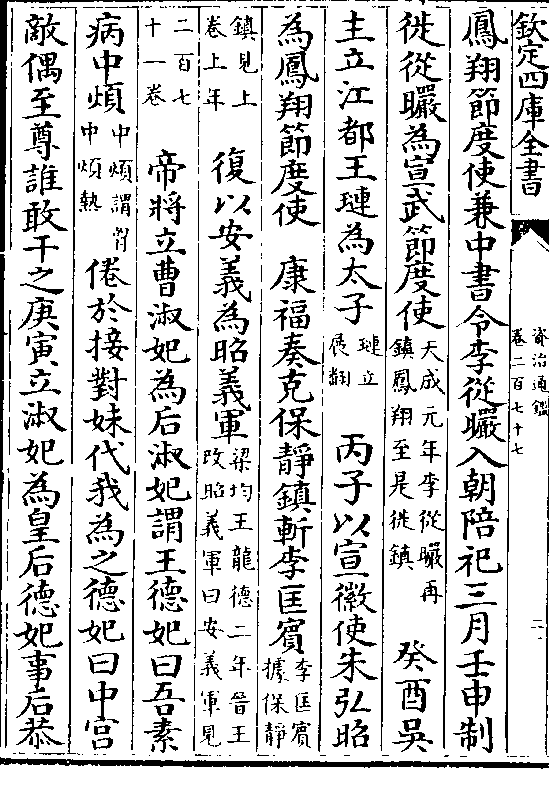 欽定四庫全書
資治通鑑
卷二百七十七
二
鳳翔節度使兼中書令李從曮入朝陪祀三月壬申制
徙從曮為宣武節度使 天成元年李從曮再鎮鳳翔至是徙鎮 癸酉吳
主立江都王璉為太子 璉立展翻 丙子以宣徽使朱弘昭
為鳳翔節度使 康福奏克保靜鎮斬李匡賓 李匡賓據保靜
鎮見上卷上年 復以安義為昭義軍 梁均王龍德二年晉王改昭義軍曰安義軍見
二百七十一卷 帝將立曹淑妃為后淑妃謂王德妃曰吾素
病中煩 中煩謂胷中煩熱 倦於接對妹代我為之德妃曰中宮
敵偶至尊誰敢干之庚寅立淑妃為皇后德妃事后恭